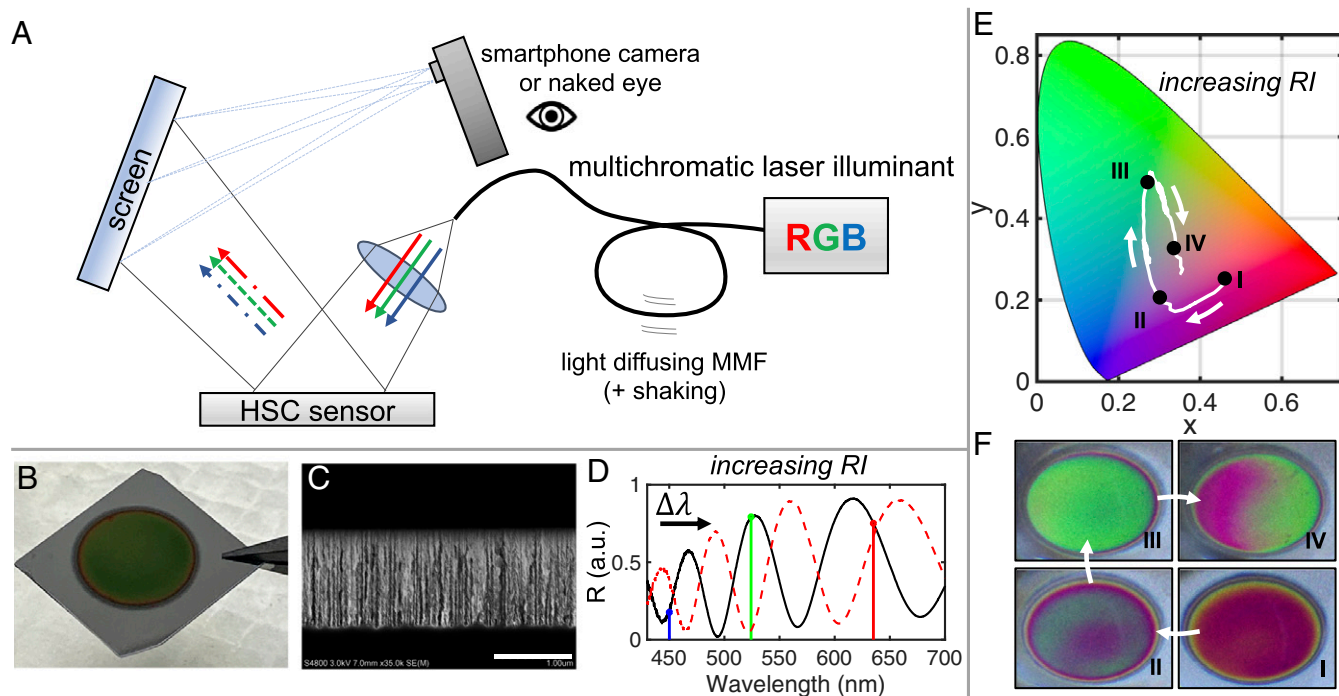 A
smartphone camera
or naked eye
screen
multichromatic laser illuminant
RGB
light diffusing MMF
(+ shaking)
HSC sensor
B
C
S4800 3.0kV 7.0mm x35.0k SE(M)
1.00um
D
increasing RI
Δλ
R (a.u.)
1
0.5
0
450 500 550 600 650 700
Wavelength (nm)
E
increasing RI
y
0.8
0.6
0.4
0.2
0
0 0.2 0.4 0.6
x
III
IV
I
II
F
III
IV
II
I